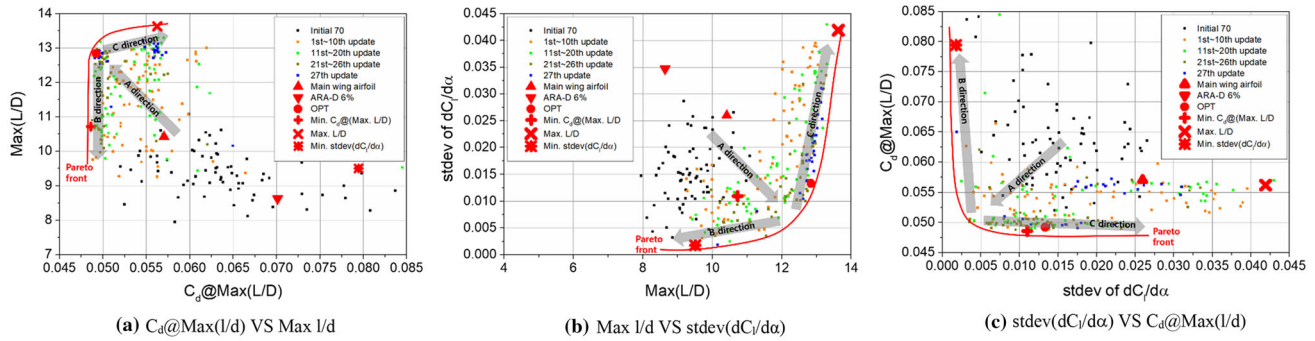 Max(L/D)
14
13
12
11
10
9
8
7
0.045 0.050 0.055 0.060 0.065 0.070 0.075 0.080 0.085
C_d@Max(L/D)
C direction
B direction
A direction
Pareto
front
Initial 70
1st~10th update
11st~20th update
21st~26th update
27th update
Main wing airfoil
ARA-D 6%
OPT
Min. C_d@(Max. L/D)
Max. L/D
Min. stdev(dC_l/dα)
(a) C_d@Max(l/d) VS Max l/d
stdev of dC_l/dα
0.045
0.040
0.035
0.030
0.025
0.020
0.015
0.010
0.005
0.000
4 6 8 10 12 14
Max(L/D)
Initial 70
1st~10th update
11st~20th update
21st~26th update
27th update
Main wing airfoil
ARA-D 6%
OPT
Min. C_d@(Max. L/D
Max. L/D
Min. stdev(dC_l/dα)
A direction
B direction
C direction
Pareto
front
(b) Max l/d VS stdev(dC_l/dα)
C_d@Max(L/D)
0.085
0.080
0.075
0.070
0.065
0.060
0.055
0.050
0.045
0.000 0.005 0.010 0.015 0.020 0.025 0.030 0.035 0.040 0.045
stdev of dC_l/dα
Initial 70
1st~10th update
11st~20th update
21st~26th update
27th update
Main wing airfoil
ARA-D 6%
OPT
Min. C_d@(Max. L/D)
Max. L/D
Min. stdev(dC_l/dα)
B direction
A direction
C direction
Pareto
front
(c) stdev(dC_l/dα) VS C_d@Max(l/d)